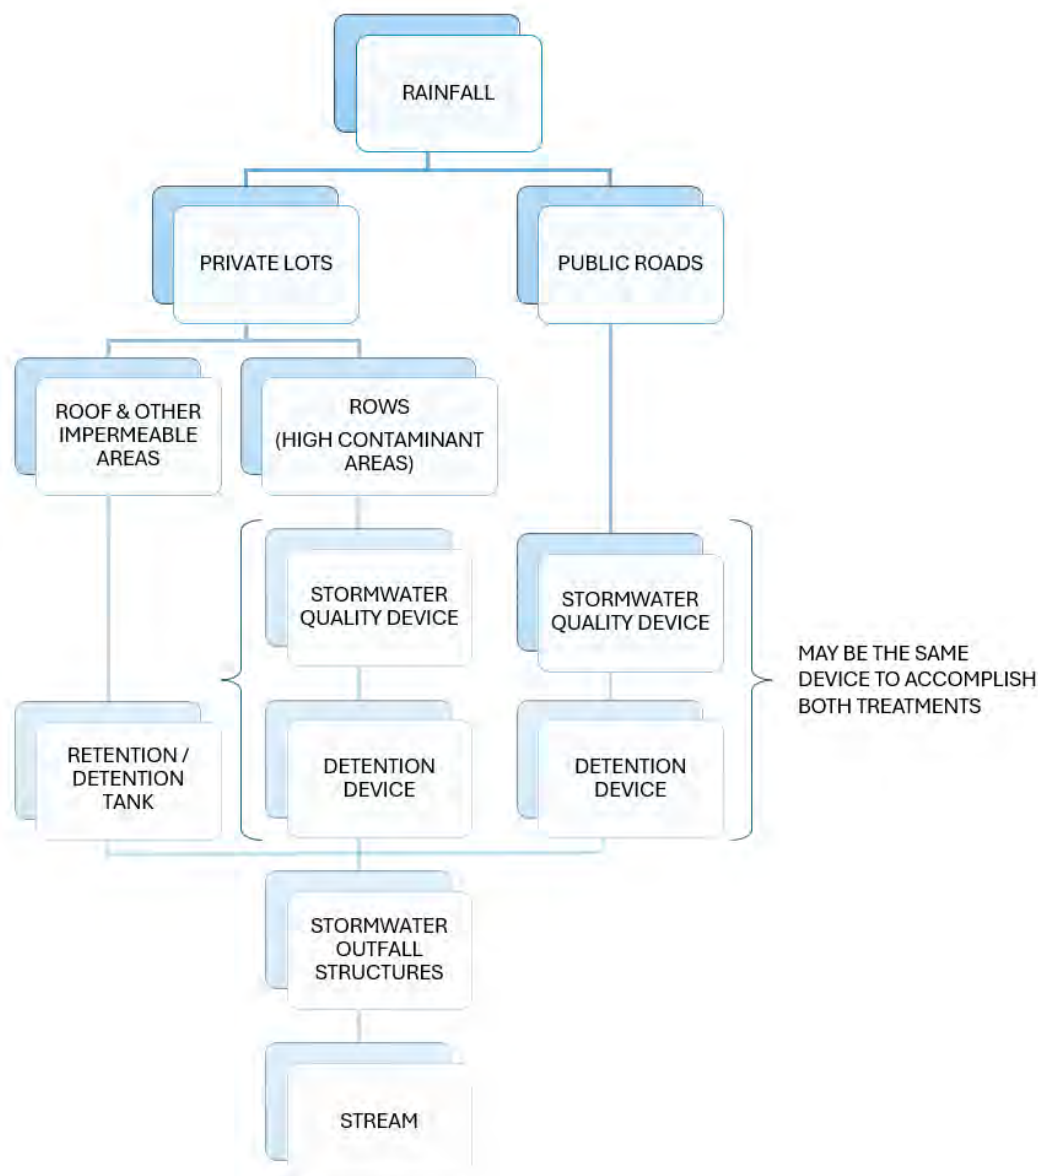 RAINFALL
PRIVATE LOTS
PUBLIC ROADS
ROOF & OTHER
IMPERMEABLE
AREAS
ROWS
(HIGH CONTAMINANT
AREAS)
STORMWATER
QUALITY DEVICE
STORMWATER
QUALITY DEVICE
MAY BE THE SAME
DEVICE TO ACCOMPLISH
BOTH TREATMENTS
RETENTION /
DETENTION
TANK
DETENTION
DEVICE
DETENTION
DEVICE
STORMWATER
OUTFALL
STRUCTURES
STREAM